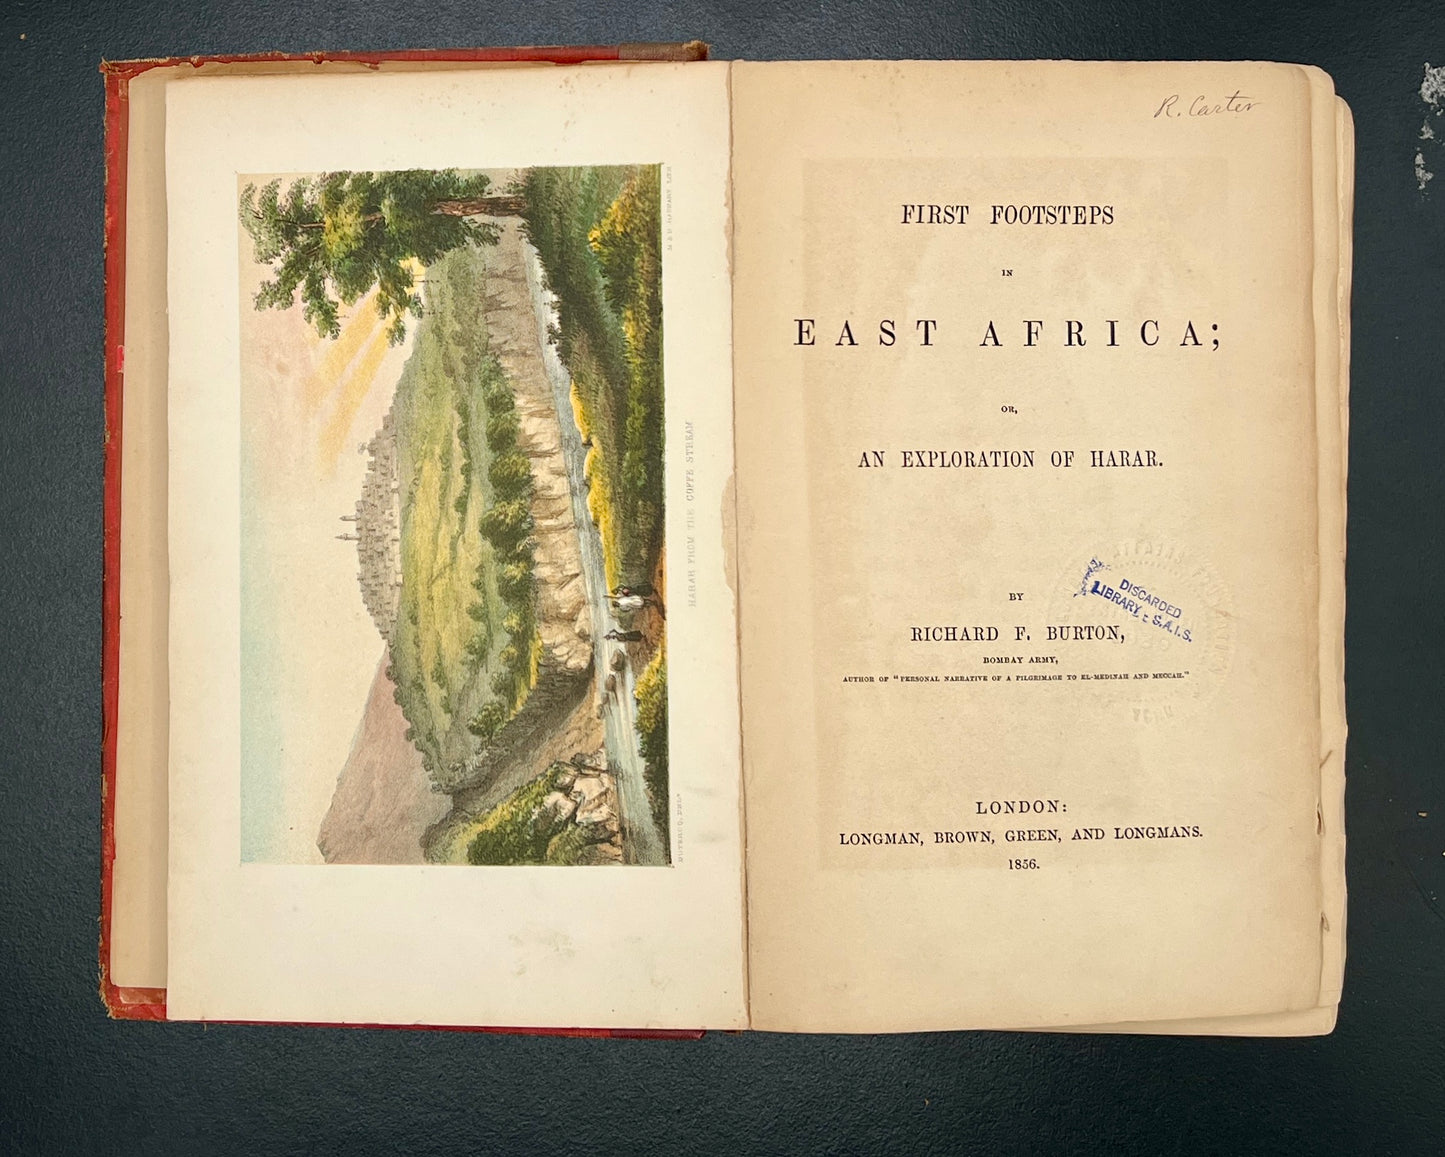 HARAR FROM THE COFFE STREAM
M & N HANHART LITH
R. Carter
FIRST FOOTSTEPS
IN
EAST AFRICA;
OR,
AN EXPLORATION OF HARAR.
BY
RICHARD F. BURTON,
BOMBAY ARMY,
AUTHOR OF "PERSONAL NARRATIVE OF A PILGRIMAGE TO EL-MEDINAH AND MECCAH."
DISCARDED
LIBRARY - S.A.I.S.
LONDON:
LONGMAN, BROWN, GREEN, AND LONGMANS.
1856.